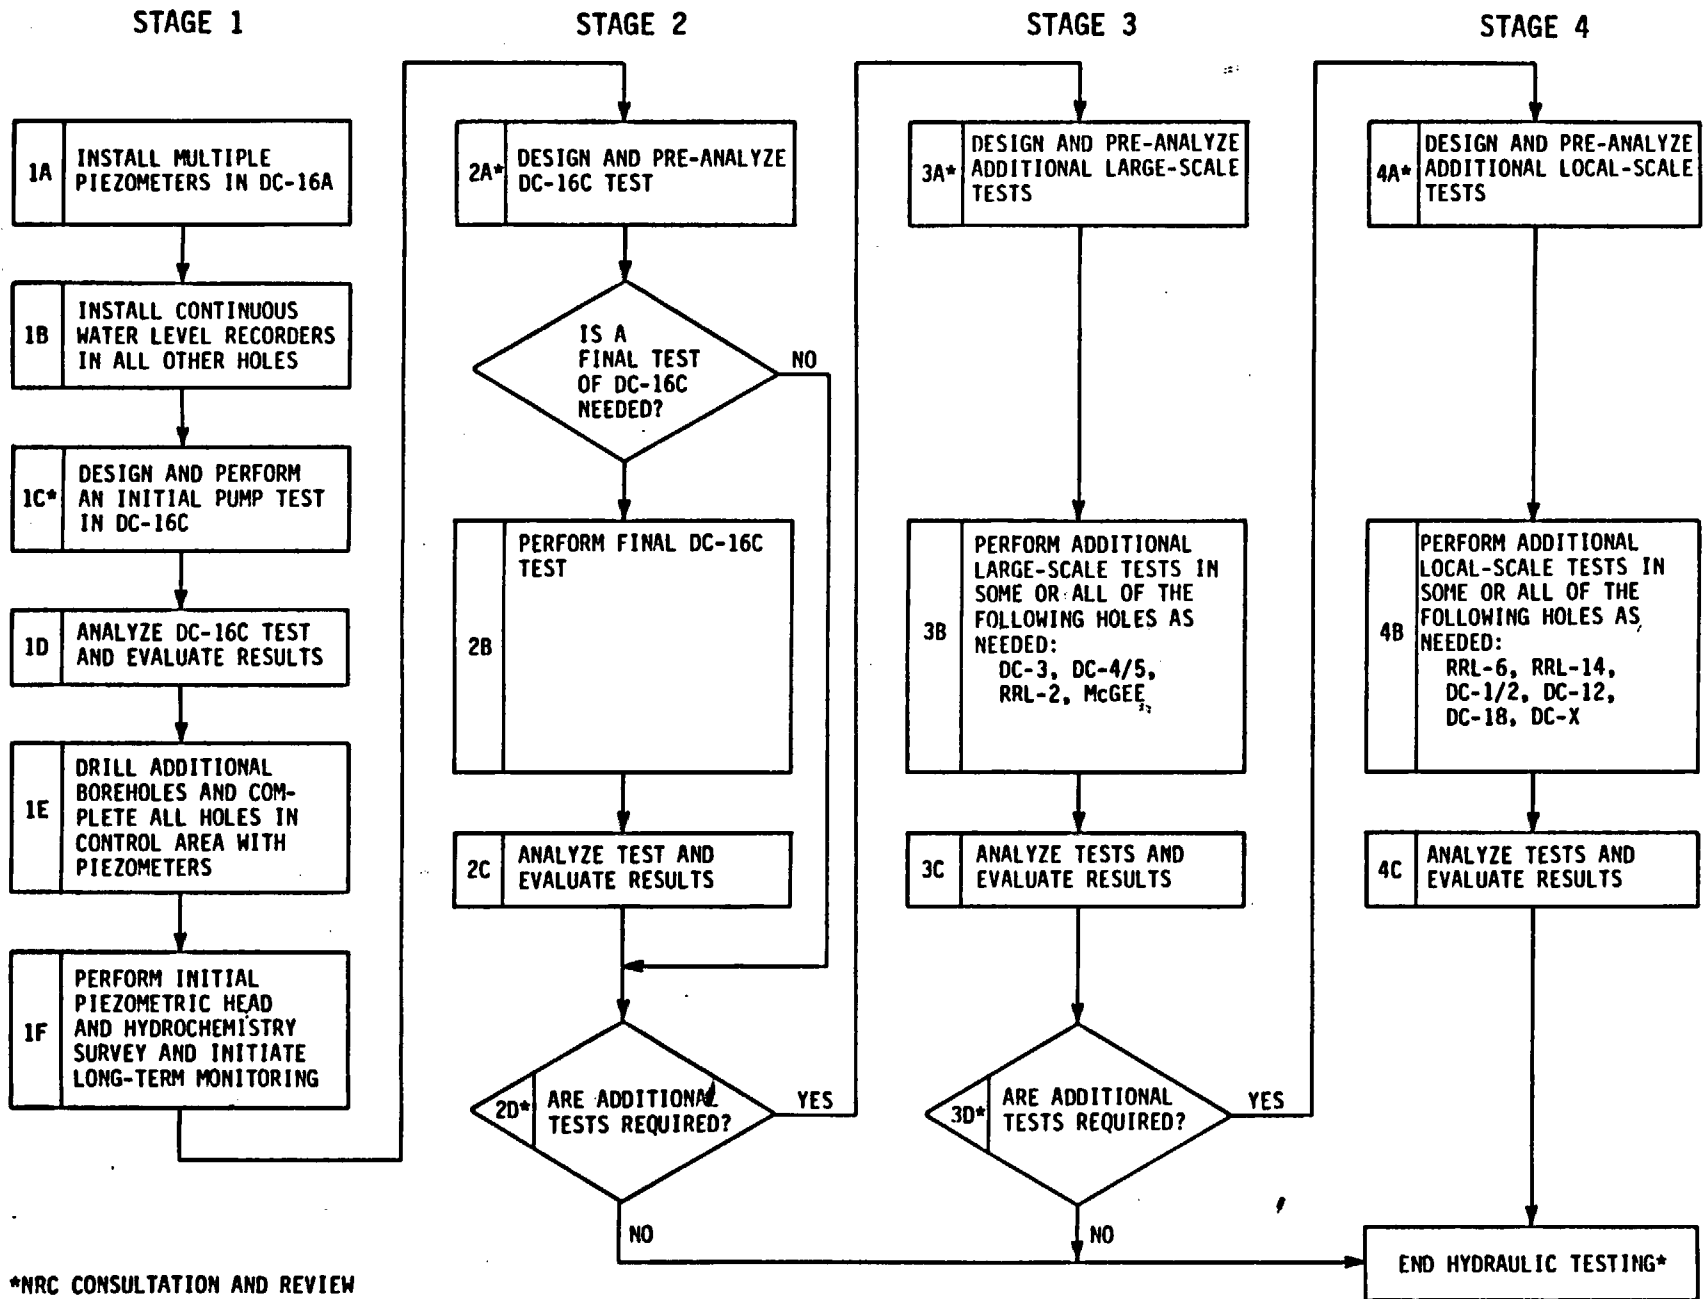 STAGE 1
1A
INSTALL MULTIPLE
PIEZOMETERS IN DC-16A
1B
INSTALL CONTINUOUS
WATER LEVEL RECORDERS
IN ALL OTHER HOLES
1C*
DESIGN AND PERFORM
AN INITIAL PUMP TEST
IN DC-16C
1D
ANALYZE DC-16C TEST
AND EVALUATE RESULTS
1E
DRILL ADDITIONAL
BOREHOLES AND COM-
PLETE ALL HOLES IN
CONTROL AREA WITH
PIEZOMETERS
1F
PERFORM INITIAL
PIEZOMETRIC HEAD
AND HYDROCHEMISTRY
SURVEY AND INITIATE
LONG-TERM MONITORING
STAGE 2
2A*
DESIGN AND PRE-ANALYZE
DC-16C TEST
IS A
FINAL TEST
OF DC-16C
NEEDED?
NO
2B
PERFORM FINAL DC-16C
TEST
2C
ANALYZE TEST AND
EVALUATE RESULTS
2D*
ARE ADDITIONAL
TESTS REQUIRED?
YES
NO
STAGE 3
3A*
DESIGN AND PRE-ANALYZE
ADDITIONAL LARGE-SCALE
TESTS
3B
PERFORM ADDITIONAL
LARGE-SCALE TESTS IN
SOME OR ALL OF THE
FOLLOWING HOLES AS
NEEDED:
DC-3, DC-4/5,
RRL-2, McGEE
3C
ANALYZE TESTS AND
EVALUATE RESULTS
3D*
ARE ADDITIONAL
TESTS REQUIRED?
YES
NO
STAGE 4
4A*
DESIGN AND PRE-ANALYZE
ADDITIONAL LOCAL-SCALE
TESTS
4B
PERFORM ADDITIONAL
LOCAL-SCALE TESTS IN
SOME OR ALL OF THE
FOLLOWING HOLES AS
NEEDED:
RRL-6, RRL-14,
DC-1/2, DC-12,
DC-18, DC-X
4C
ANALYZE TESTS AND
EVALUATE RESULTS
END HYDRAULIC TESTING*
*NRC CONSULTATION AND REVIEW